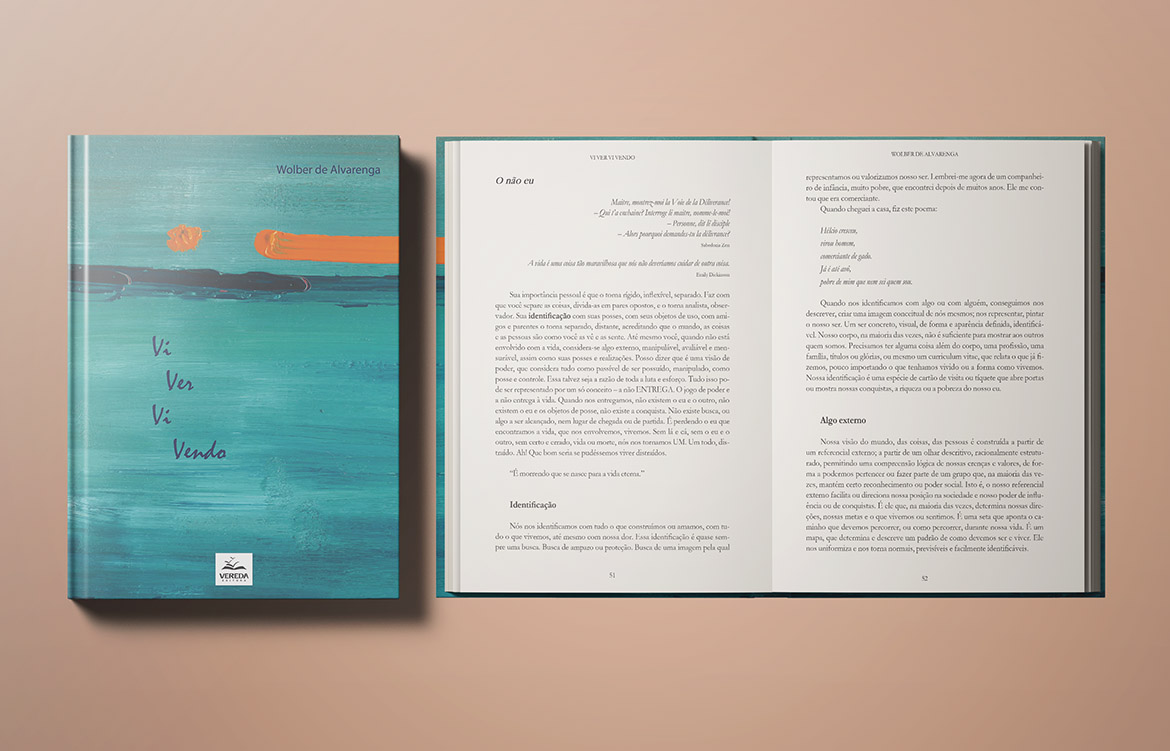 Wolber de Alvarenga
Vi
Ver
Vi
Vendo
VEREDA
EDITORA
VI VER VI VENDO
O não eu
Maître, montrez-moi la Voie de la Déliverance!
– Qui t'a enchaîne? Interroge lê maître, nomme-le-moi!
– Personne, dit lê disciple
– Alors pourquoi demandes-tu la délivrance?
A vida é uma coisa tão maravilhosa que nós não deveríamos cuidar de outra coisa.
Emily Dickinson
Sua importância pessoal é que o torna rígido, inflexível, separado. Faz com
que você separe as coisas, divida-as em pares opostos, e o torna analista, obser-
vador. Sua identificação com suas posses, com seus objetos de uso, com ami-
gos e parentes o torna separado, distante, acreditando que o mundo, as coisas
e as pessoas são como você as vê e as sente. Até mesmo você, quando não está
envolvido com a vida, considera-se algo externo, manipulável, avaliável e men-
surável, assim como suas posses e realizações. Posso dizer que é uma visão de
poder, que considera tudo como passível de ser possuído, manipulado, como
posse e controle. Essa talvez seja a razão de toda a luta e esforço. Tudo isso po-
de ser representado por um só conceito – a não ENTREGA. O jogo de poder e
a não entrega à vida. Quando nos entregamos, não existem o eu e o outro, não
existem o eu e os objetos de posse, não existe a conquista. Não existe busca, ou
algo a ser alcançado, nem lugar de chegada ou de partida. É perdendo o eu que
encontramos a vida, que nos envolvemos, vivemos. Sem lá e cá, sem o eu e o
outro, sem certo e errado, vida ou morte, nós nos tornamos UM. Um todo, dis-
traído. Ah! Que bom seria se pudéssemos viver distraídos.
“É morrendo que se nasce para a vida eterna.”
Identificação
Nós nos identificamos com tudo o que construímos ou amamos, com tu-
do o que vivemos, até mesmo com nossa dor. Essa identificação é quase sem-
pre uma busca. Busca de amparo ou proteção. Busca de uma imagem pela qual
51
WOLBER DE ALVARENGA
representamos ou valorizamos nosso ser. Lembrei-me agora de um companhei-
ro de infância, muito pobre, que encontrei depois de muitos anos. Ele me con-
tou que era comerciante.
Quando cheguei a casa, fiz este poema:
Hélcio cresceu,
virou homem,
comerciante de gado.
Já é até avô,
pobre de mim que nem sei quem sou.
Quando nos identificamos com algo ou com alguém, conseguimos nos
descrever, criar uma imagem conceitual de nós mesmos; nos representar, pintar
o nosso ser. Um ser concreto, visual, de forma e aparência definida, identificá-
vel. Nosso corpo, na maioria das vezes, não é suficiente para mostrar aos outros
quem somos. Precisamos ter alguma coisa além do corpo, uma profissão, uma
família, títulos ou glórias, ou mesmo um curriculum vitae, que relata o que já fi-
zemos, pouco importando o que tenhamos vivido ou a forma como vivemos.
Nossa identificação é uma espécie de cartão de visita ou tíquete que abre portas
ou mostra nossas conquistas, a riqueza ou a pobreza do nosso eu.
Algo externo
Nossa visão do mundo, das coisas, das pessoas é construída a partir de
um referencial externo; a partir de um olhar descritivo, racionalmente estrutu-
rado, permitindo uma compreensão lógica de nossas crenças e valores, de for-
ma a podermos pertencer ou fazer parte de um grupo que, na maioria das ve-
zes, mantém certo reconhecimento ou poder social. Isto é, o nosso referencial
externo facilita ou direciona nossa posição na sociedade e nosso poder de influ-
ência ou de conquistas. É ele que, na maioria das vezes, determina nossas dire-
ções, nossas metas e o que vivemos ou sentimos. É uma seta que aponta o ca-
minho que devemos percorrer, ou como percorrer, durante nossa vida. É um
mapa, que determina e descreve um padrão de como devemos ser e viver. Ele
nos uniformiza e nos torna normais, previsíveis e facilmente identificáveis.
52